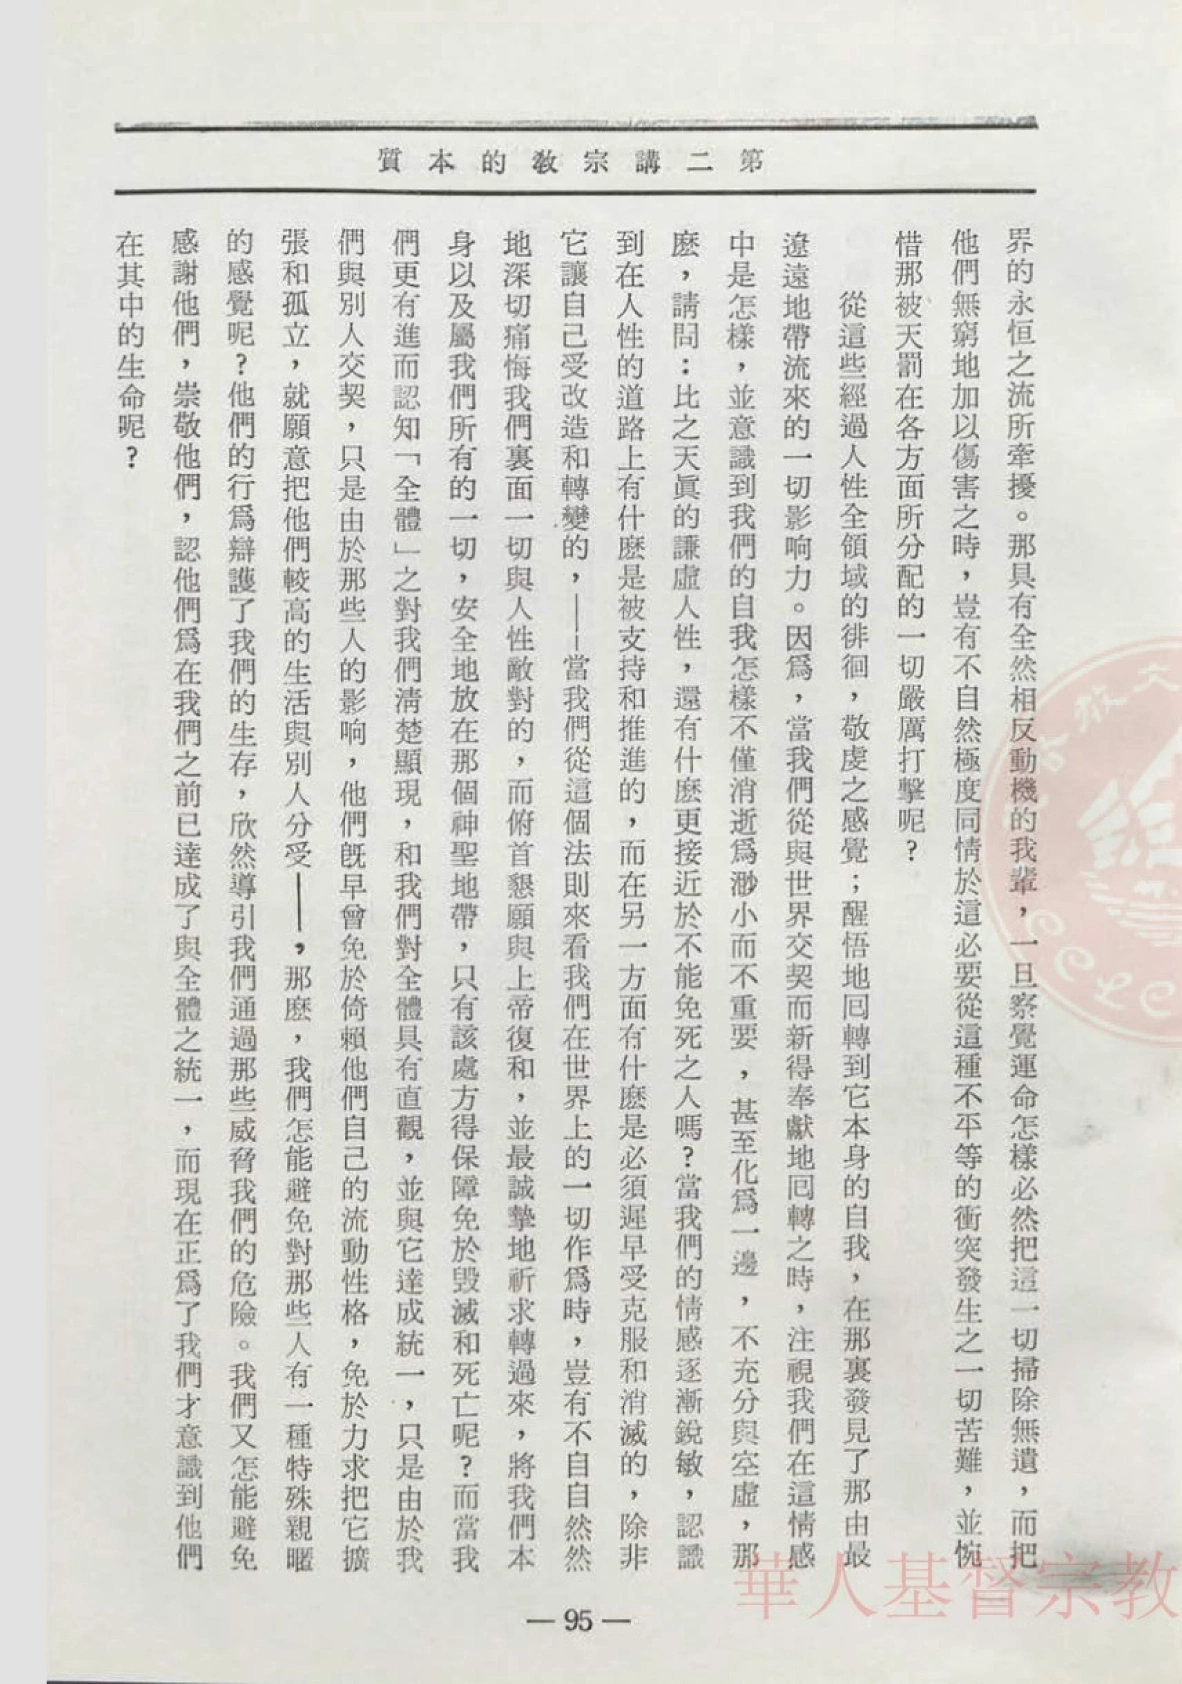 第二講宗敎的本質
界的永恒之流所牽擾。那具有全然相反動機的我輩，一旦察覺運命怎樣必然把這一切掃除無遺，而把
他們無窮地加以傷害之時，豈有不自然極度同情於這必要從這種不平等的衝突發生之一切苦難，並惋
惜那被天罰在各方面所分配的一切嚴厲打擊呢？
從這些經過人性全領域的徘徊，敬虔之感覺；醒悟地囘轉到它本身的自我，在那裏發見了那由最
遼遠地帶流來的一切影响力。因爲，當我們從與世界交契而新得奉獻地囘轉之時，注視我們在這情感
中是怎樣，並意識到我們的自我怎樣不僅消逝爲渺小而不重要，甚至化爲一邊，不充分與空虛，那
麼，請問：比之天眞的謙虛人性，還有什麼更接近於不能免死之人嗎？當我們的情感逐漸銳敏，認識
到在人性的道路上有什麼是被支持和推進的，而在另一方面有什麼是必須遲早受克服和消滅的，除非
它讓自己受改造和轉變的，——當我們從這個法則來看我們在世界上的一切作爲時，豈有不自自然然
地深切痛悔我們裏面一切與人性敵對的，而俯首懇願與上帝復和，並最誠摯地祈求轉過來，將我們本
身以及屬我們所有的一切，安全地放在那個神聖地帶，只有該處方得保障免於毀滅和死亡呢？而當我
們更有進而認知「全體」之對我們淸楚顯現，和我們對全體具有直觀，並與它達成統一，只是由於我
們與別人交契，只是由於那些人的影响，他們旣早曾免於倚賴他們自己的流動性格，免於力求把它擴
張和孤立，就願意把他們較高的生活與別人分受——，那麼，我們怎能避免對那些人有一種特殊親暱
的感覺呢？他們的行爲辯護了我們的生存，欣然導引我們通過那些威脅我們的危險。我們又怎能避免
感謝他們，崇敬他們，認他們爲在我們之前已達成了與全體之統一，而現在正爲了我們才意識到他們
在其中的生命呢？
—95—
華人基督宗教